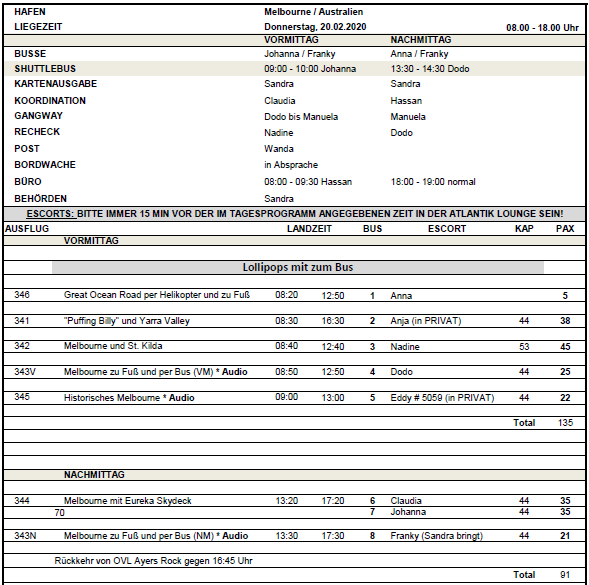 HAFEN Melbourne / Australien
LIEGEZEIT Donnerstag, 20.02.2020 08.00 - 18.00 Uhr
VORMITTAG NACHMITTAG
BUSSE Johanna / Franky Anna / Franky
SHUTTLEBUS 09:00 - 10:00 Johanna 13:30 - 14:30 Dodo
KARTENAUSGABE Sandra Sandra
KOORDINATION Claudia Hassan
GANGWAY Dodo bis Manuela Manuela
RECHECK Nadine Dodo
POST Wanda
BORDWACHE in Absprache
BÜRO 08:00 - 09:30 Hassan 18:00 - 19:00 normal
BEHÖRDEN Sandra
ESCORTS: BITTE IMMER 15 MIN VOR DER IM TAGESPROGRAMM ANGEGEBENEN ZEIT IN DER ATLANTIK LOUNGE SEIN!
AUSFLUG LANDZEIT BUS ESCORT KAP PAX
VORMITTAG
Lollipops mit zum Bus
346 Great Ocean Road per Helikopter und zu Fuß 08:20 12:50 1 Anna 5
341 "Puffing Billy" und Yarra Valley 08:30 16:30 2 Anja (in PRIVAT) 44 38
342 Melbourne und St. Kilda 08:40 12:40 3 Nadine 53 45
343V Melbourne zu Fuß und per Bus (VM) * Audio 08:50 12:50 4 Dodo 44 25
345 Historisches Melbourne * Audio 09:00 13:00 5 Eddy # 5059 (in PRIVAT) 44 22
Total 135
NACHMITTAG
344 Melbourne mit Eureka Skydeck 13:20 17:20 6 Claudia 44 35
70 7 Johanna 44 35
343N Melbourne zu Fuß und per Bus (NM) * Audio 13:30 17:30 8 Franky (Sandra bringt) 44 21
Rückkehr von OVL Ayers Rock gegen 16:45 Uhr
Total 91